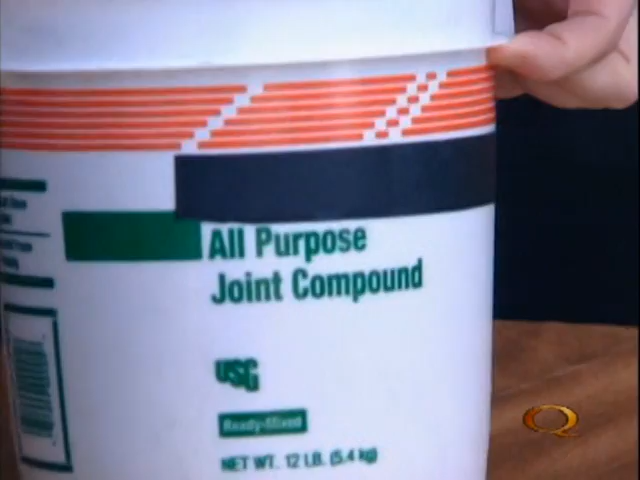 All Purpose
Joint Compound
USG
Ready-Mixed
NET WT. 12 LB. (5.4 kg)
Q